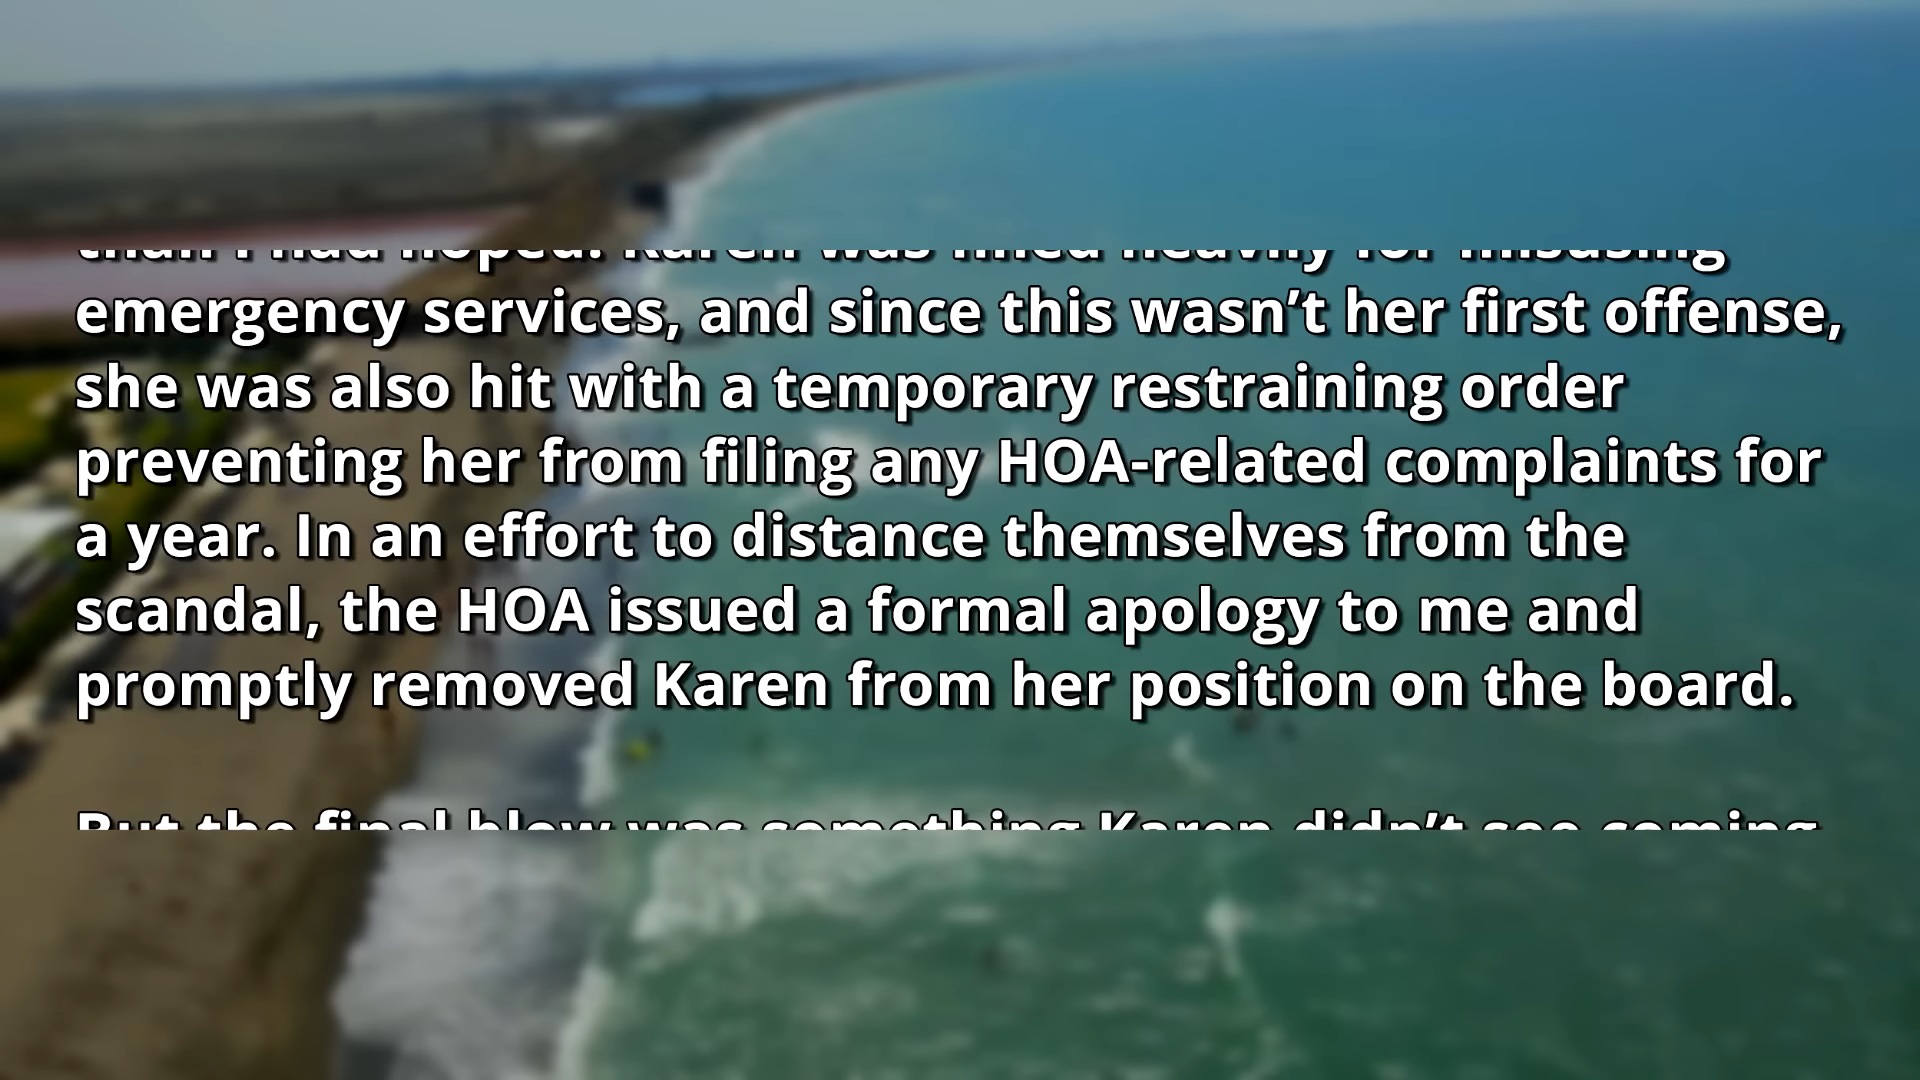 than I had hoped. Karen was fined heavily for misusing
emergency services, and since this wasn’t her first offense,
she was also hit with a temporary restraining order
preventing her from filing any HOA-related complaints for
a year. In an effort to distance themselves from the
scandal, the HOA issued a formal apology to me and
promptly removed Karen from her position on the board.
But the final blow was something Karen didn’t see coming